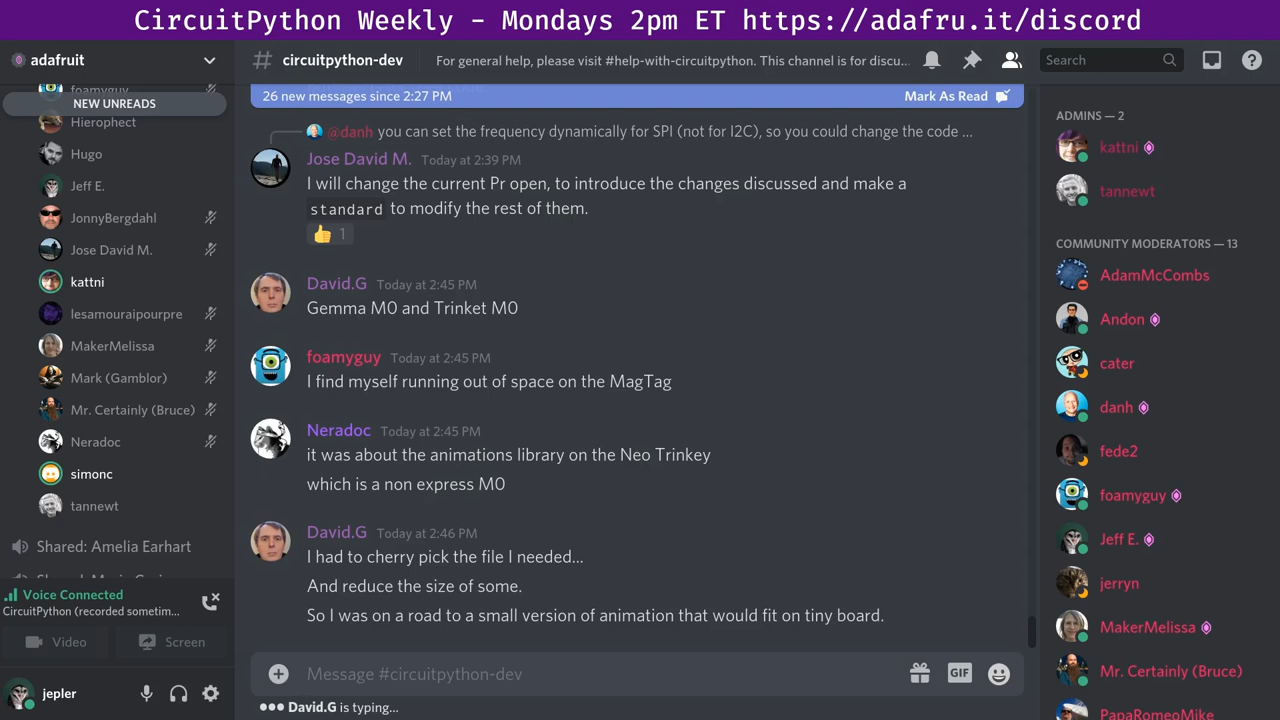 CircuitPython Weekly - Mondays 2pm ET https://adafru.it/discord
adafruit
foamyguy
NEW UNREADS
Hierophect
Hugo
Jeff E.
JonnyBergdahl
Jose David M.
kattni
lesamouraipourpre
MakerMelissa
Mark (Gamblor)
Mr. Certainly (Bruce)
Neradoc
simonc
tannewt
Shared: Amelia Earhart
Voice Connected
CircuitPython (recorded sometim...
Video
Screen
jepler
# circuitpython-dev
For general help, please visit #help-with-circuitpython. This channel is for discu...
Search
26 new messages since 2:27 PM
Mark As Read
@danh you can set the frequency dynamically for SPI (not for I2C), so you could change the code ...
Jose David M. Today at 2:39 PM
I will change the current Pr open, to introduce the changes discussed and make a
standard to modify the rest of them.
1
David.G Today at 2:45 PM
Gemma M0 and Trinket M0
foamyguy Today at 2:45 PM
I find myself running out of space on the MagTag
Neradoc Today at 2:45 PM
it was about the animations library on the Neo Trinkey
which is a non express M0
David.G Today at 2:46 PM
I had to cherry pick the file I needed...
And reduce the size of some.
So I was on a road to a small version of animation that would fit on tiny board.
Message #circuitpython-dev
GIF
David.G is typing...
ADMINS — 2
kattni
tannewt
COMMUNITY MODERATORS — 13
AdamMcCombs
Andon
cater
danh
fede2
foamyguy
Jeff E.
jerryn
MakerMelissa
Mr. Certainly (Bruce)
PapaRomeoMike